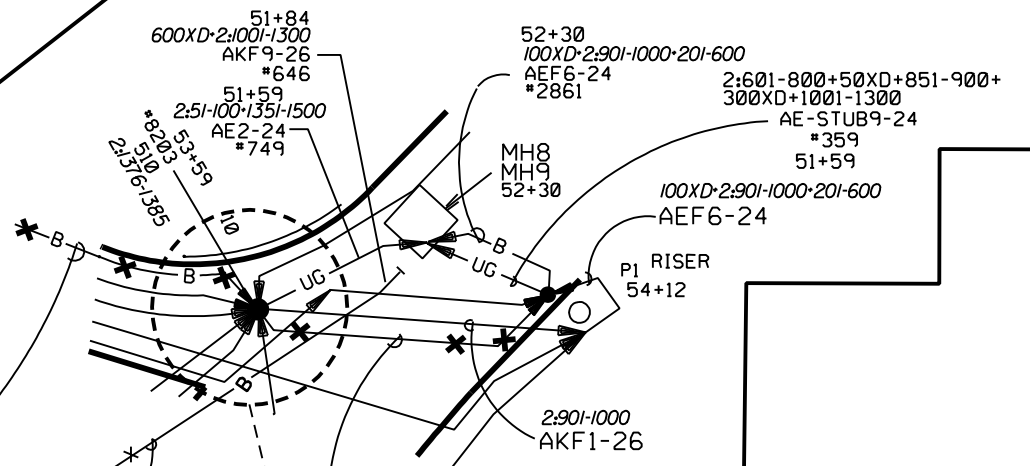 51+84
600XD+2:1001-1300
AKF9-26
#646
51+59
2:51-100+1351-1500
AE2-24
#749
53+59
#8203
510
2:1376-1385
10
52+30
100XD+2:901-1000+201-600
AEF6-24
#2861
MH8
MH9
52+30
2:601-800+50XD+851-900+
300XD+1001-1300
AE-STUB9-24
#359
51+59
100XD+2:901-1000+201-600
AEF6-24
P1 RISER
54+12
B
B
UG
B
UG
B
2:901-1000
AKF1-26